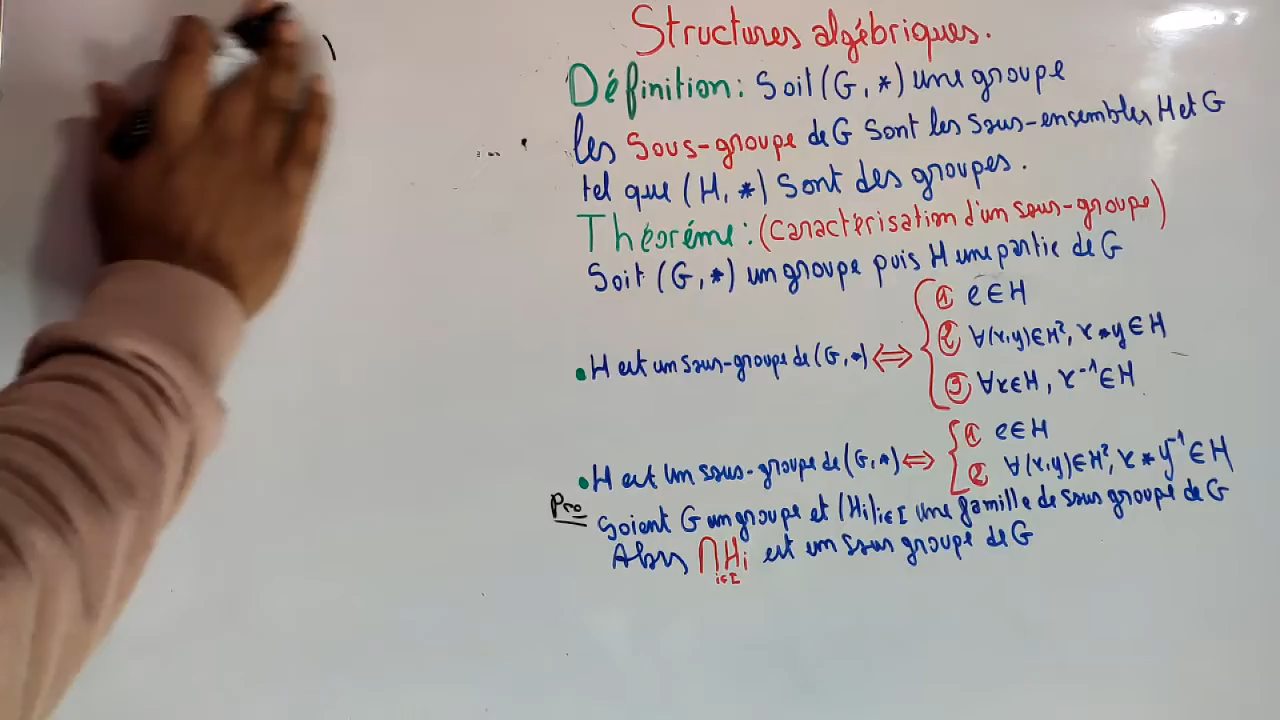 Structures algébriques.
Définition: Soit (G, *) une groupe
les sous-groupe de G sont les sous-ensembles H et G
tel que (H, *) sont des groupes.
Théoréme: (caractérisation d'un sous-groupe)
Soit (G, *) un groupe puis H une partie de G
• H est un sous-groupe de (G, *) ⟺ { ① e ∈ H
② ∀(x,y) ∈ H², x * y ∈ H
③ ∀x ∈ H, x⁻¹ ∈ H
• H est un sous-groupe de (G, *) ⟺ { ① e ∈ H
② ∀(x,y) ∈ H², x * y⁻¹ ∈ H
Pro
Soient G un groupe et (Hi)i∈I une famille de sous groupe de G
Alors ⋂i∈I Hi est un sous groupe de G